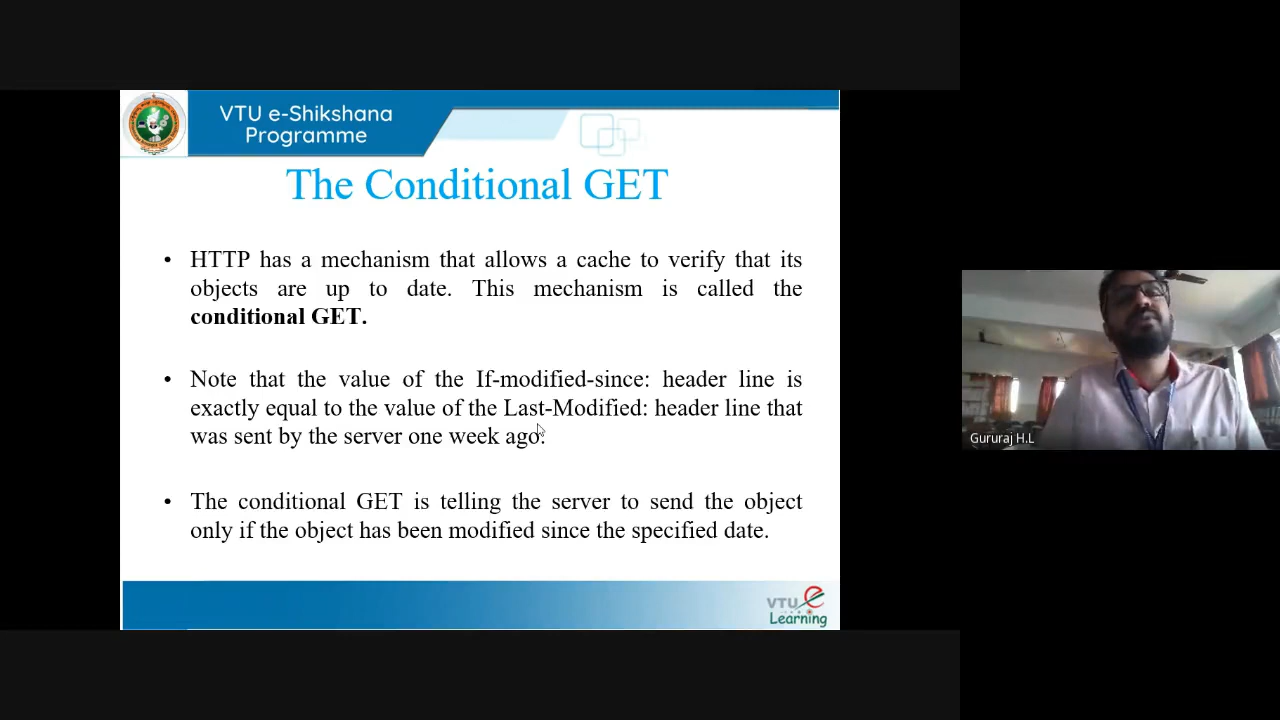 VTU e-Shikshana
Programme
The Conditional GET
• HTTP has a mechanism that allows a cache to verify that its
objects are up to date. This mechanism is called the
conditional GET.
• Note that the value of the If-modified-since: header line is
exactly equal to the value of the Last-Modified: header line that
was sent by the server one week ago.
• The conditional GET is telling the server to send the object
only if the object has been modified since the specified date.
VTU e
Learning
Gururaj H.L